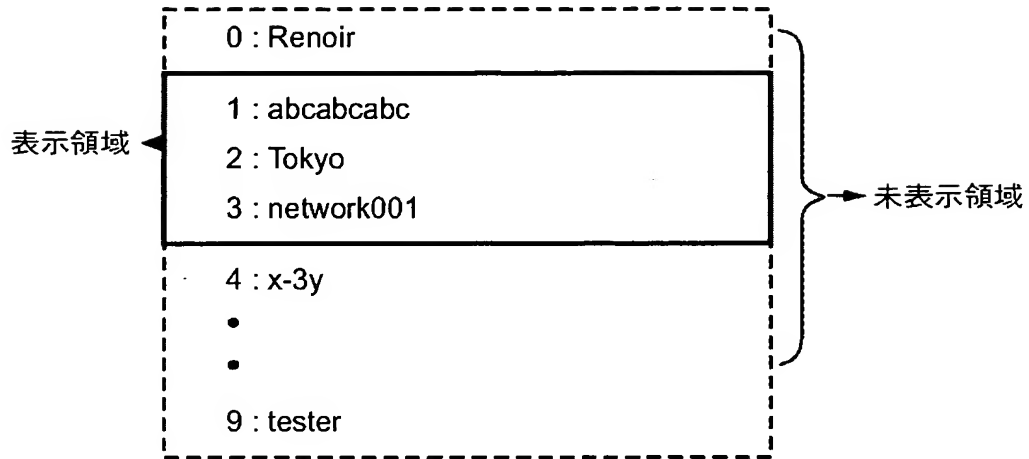 0 : Renoir
1 : abcabcabc
表示領域
2 : Tokyo
3 : network001
未表示領域
4 : x-3y
•
•
9 : tester